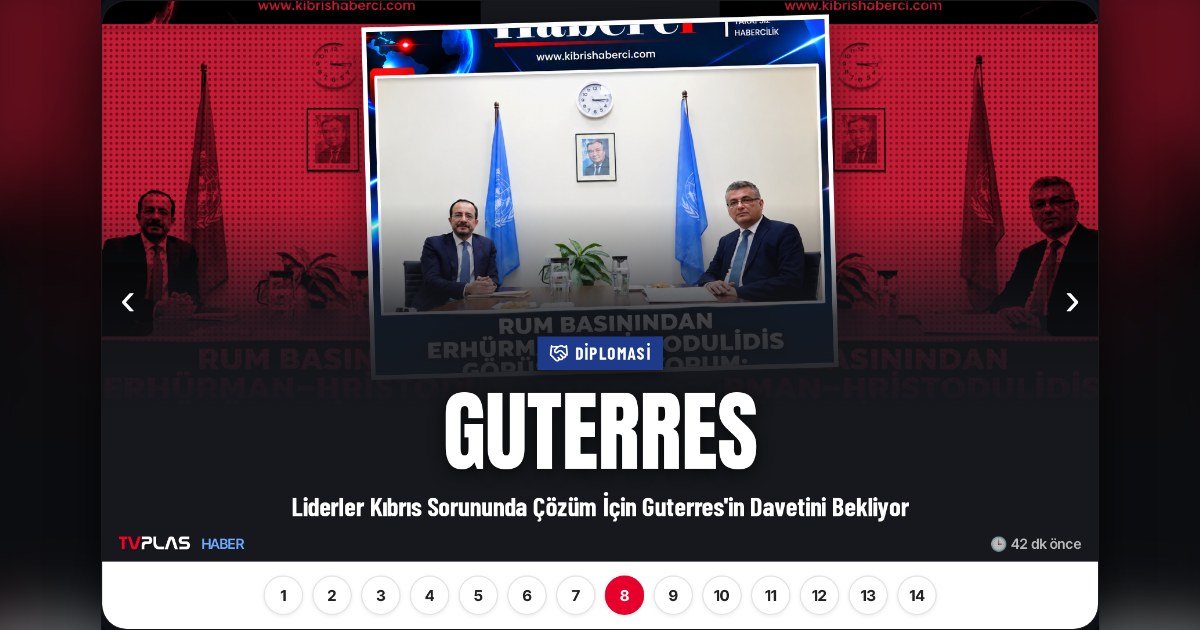 www.kibrishaberci.com
www.kibrishaberci.com
Haberci
HABERCİLİK
www.kibrishaberci.com
RUM BASININDAN
DİPLOMASİ
GUTERRES
Liderler Kıbrıs Sorununda Çözüm İçin Guterres'in Davetini Bekliyor
TVPLAS HABER
42 dk önce
1 2 3 4 5 6 7 8 9 10 11 12 13 14